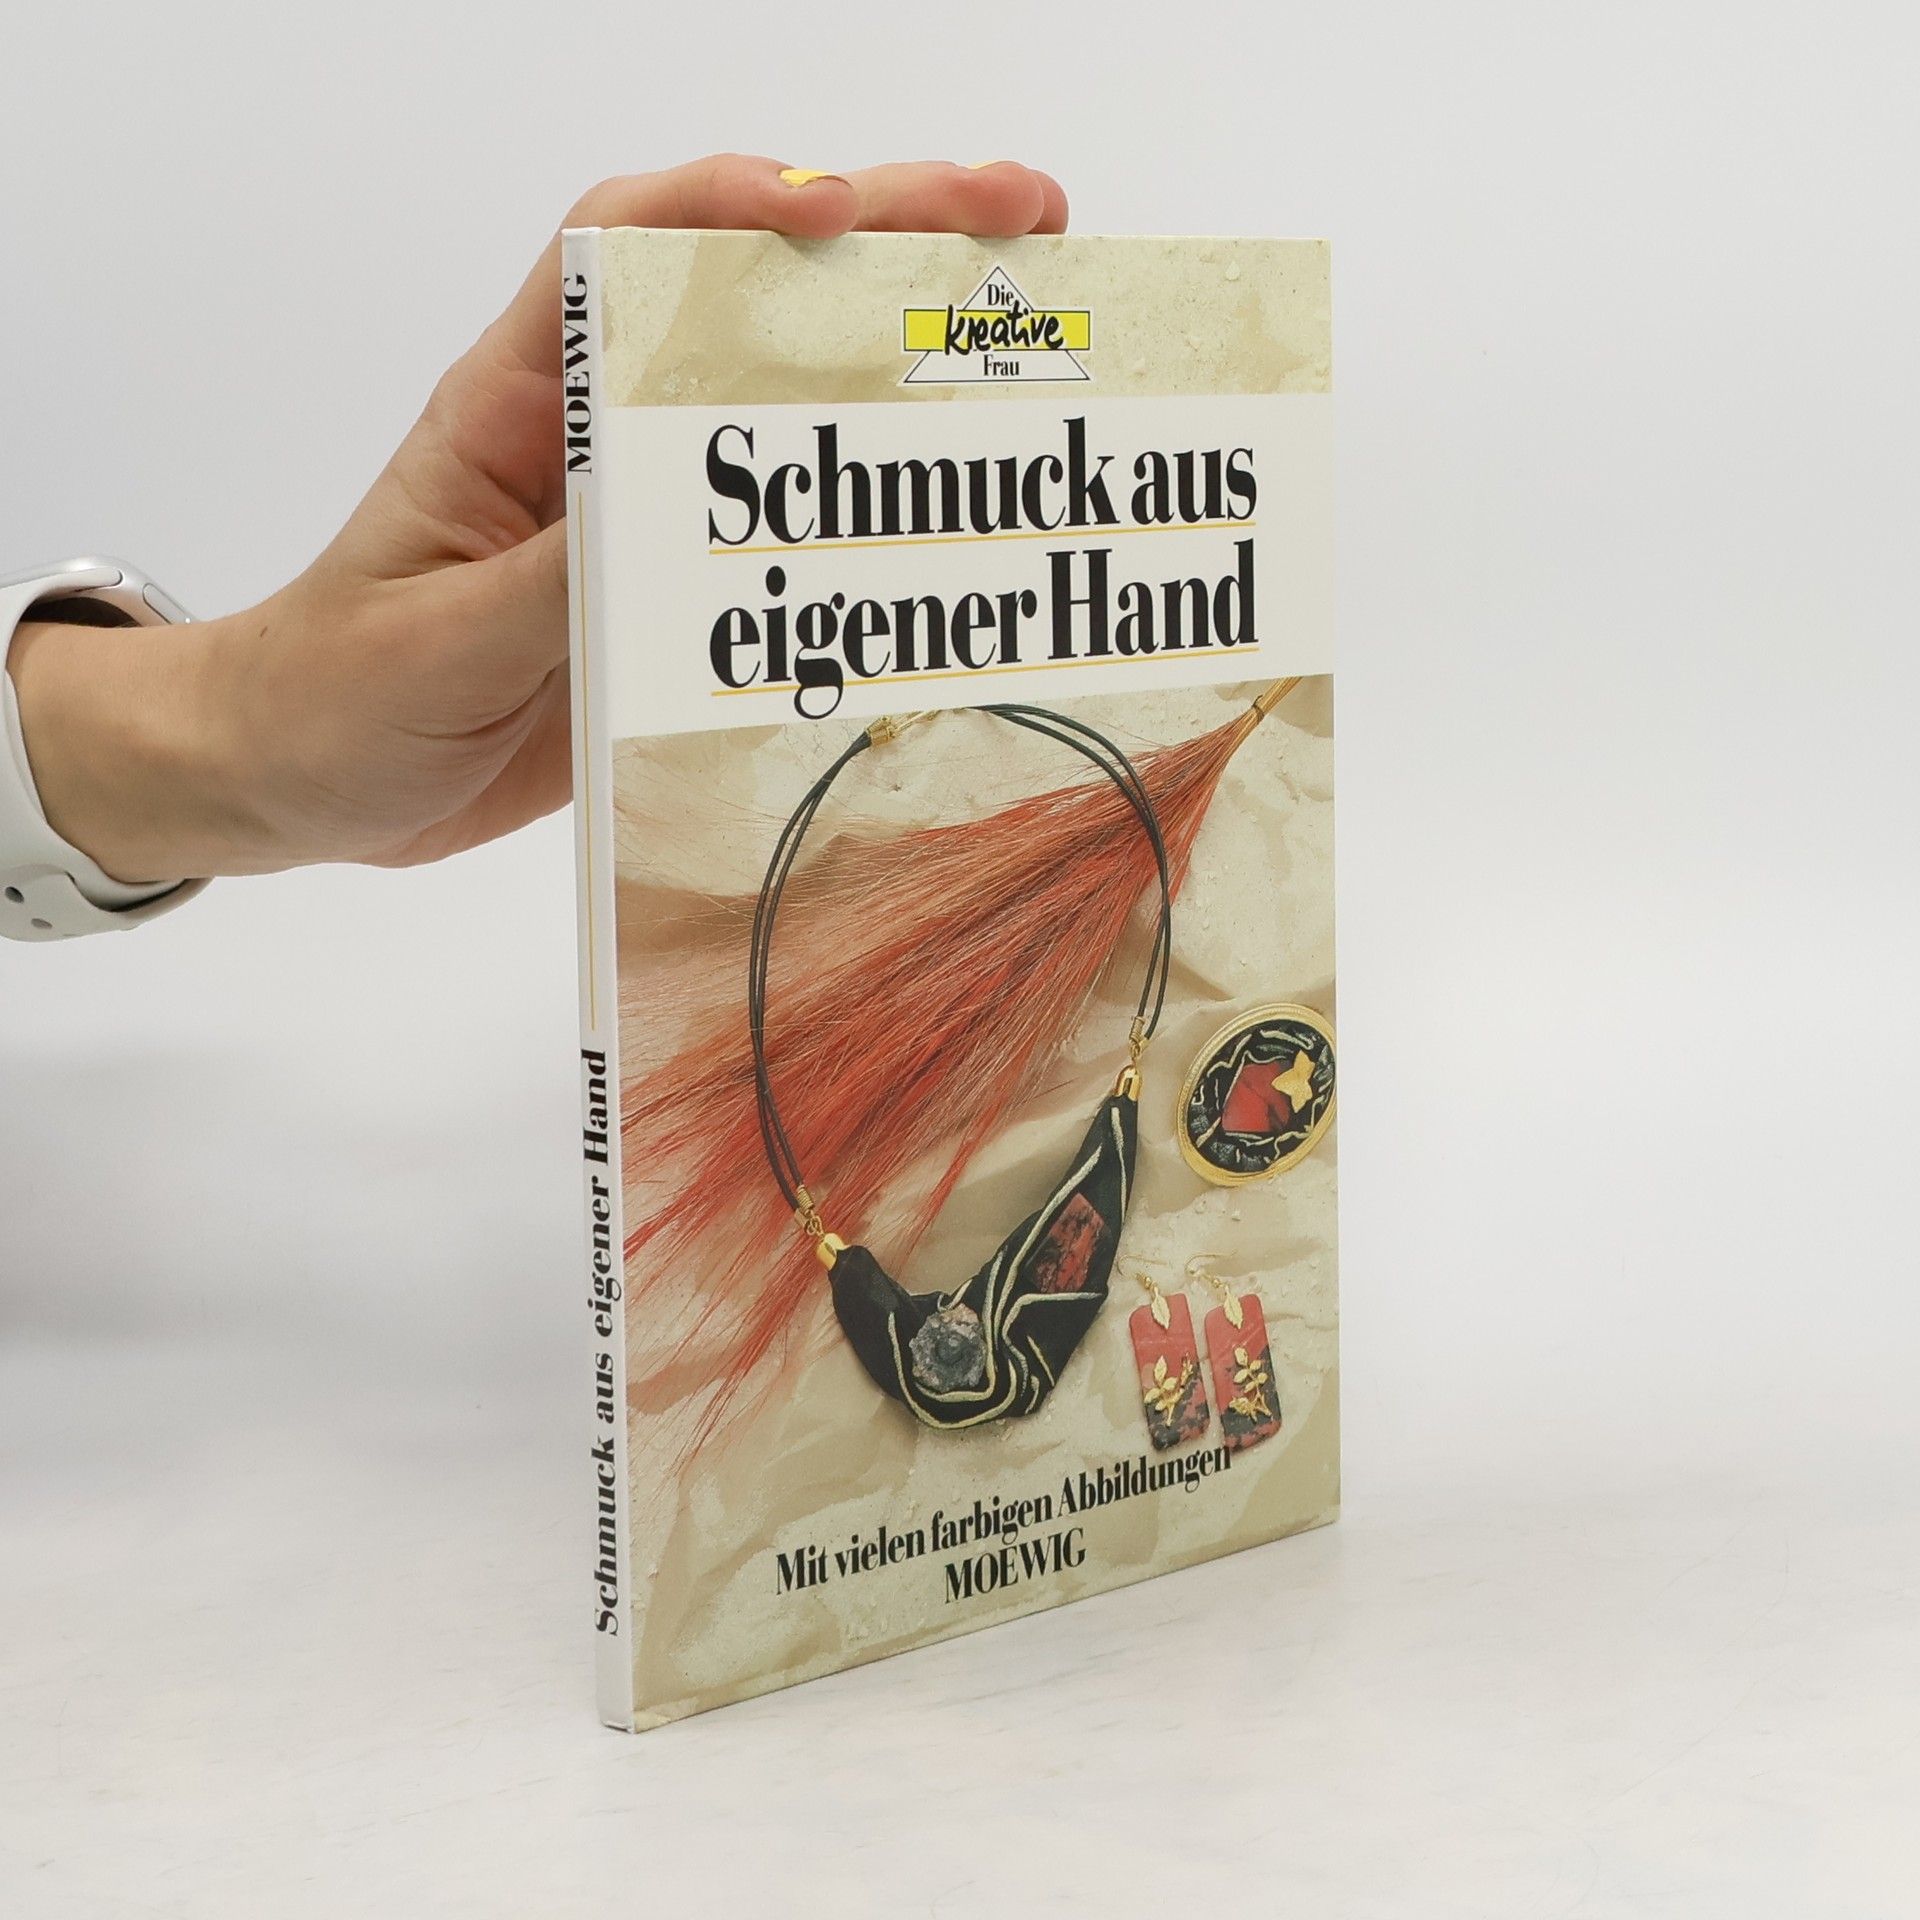 Die
kreative
Frau
Schmuck aus
eigener Hand
Mit vielen farbigen Abbildungen
MOEWIG
MOEWIG
Schmuck aus eigener Hand